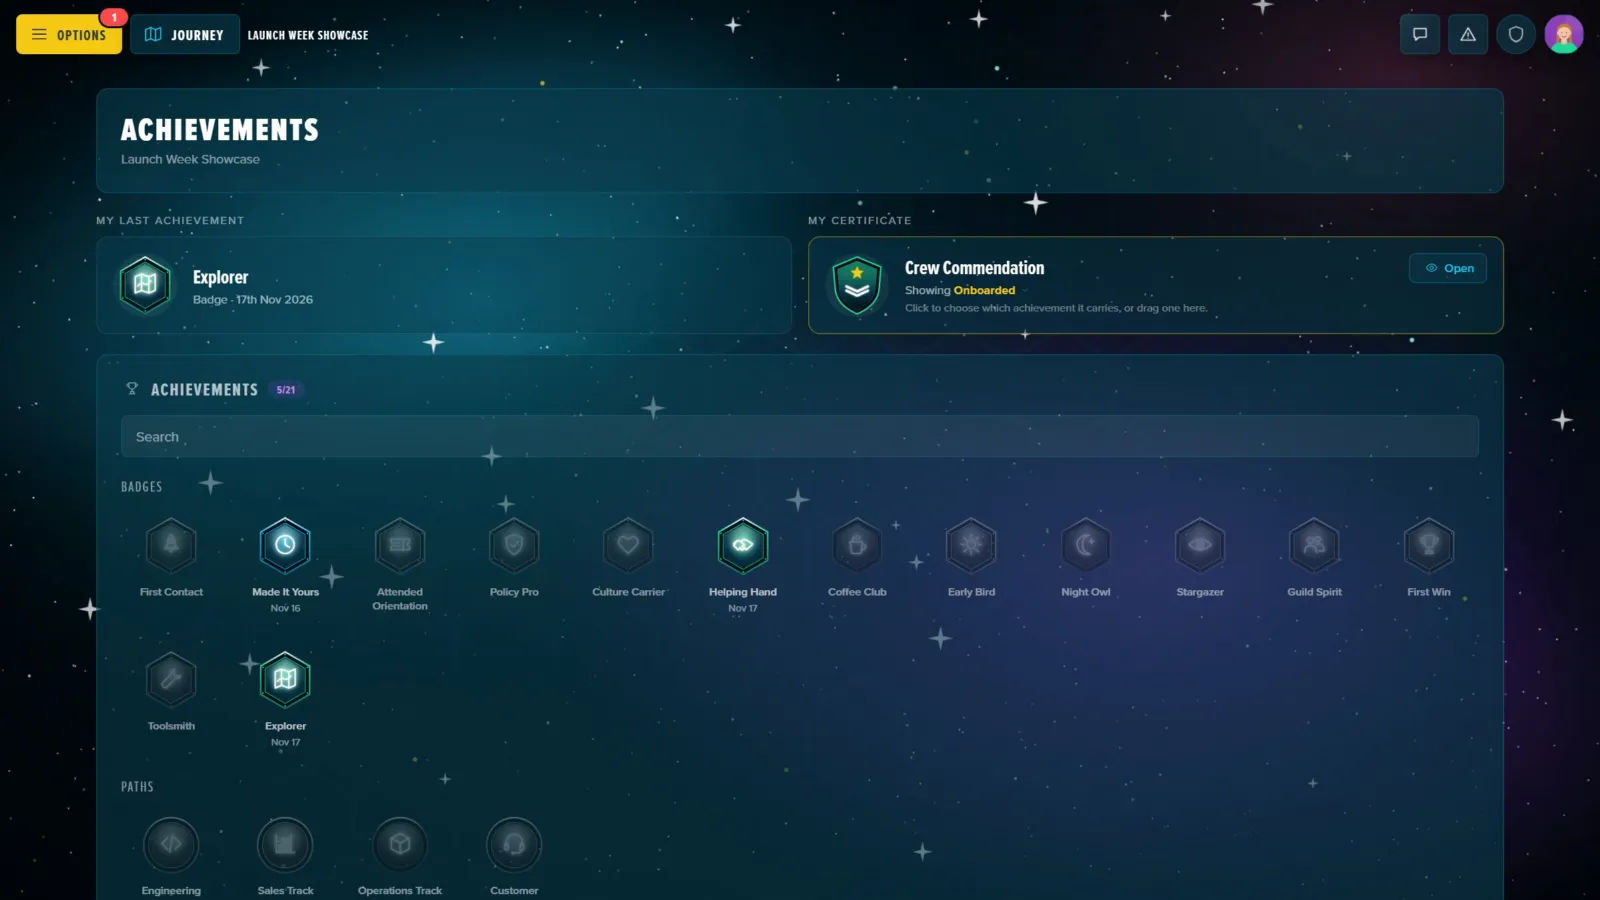 OPTIONS
1
JOURNEY
LAUNCH WEEK SHOWCASE
ACHIEVEMENTS
Launch Week Showcase
MY LAST ACHIEVEMENT
Explorer
Badge - 17th Nov 2026
MY CERTIFICATE
Crew Commendation
Showing Onboarded
Click to choose which achievement it carries, or drag one here.
Open
ACHIEVEMENTS 5/21
Search
BADGES
First Contact
Made It Yours
Nov 16
Attended
Orientation
Policy Pro
Culture Carrier
Helping Hand
Nov 17
Coffee Club
Early Bird
Night Owl
Stargazer
Guild Spirit
First Win
Toolsmith
Explorer
Nov 17
PATHS
Engineering
Sales Track
Operations Track
Customer